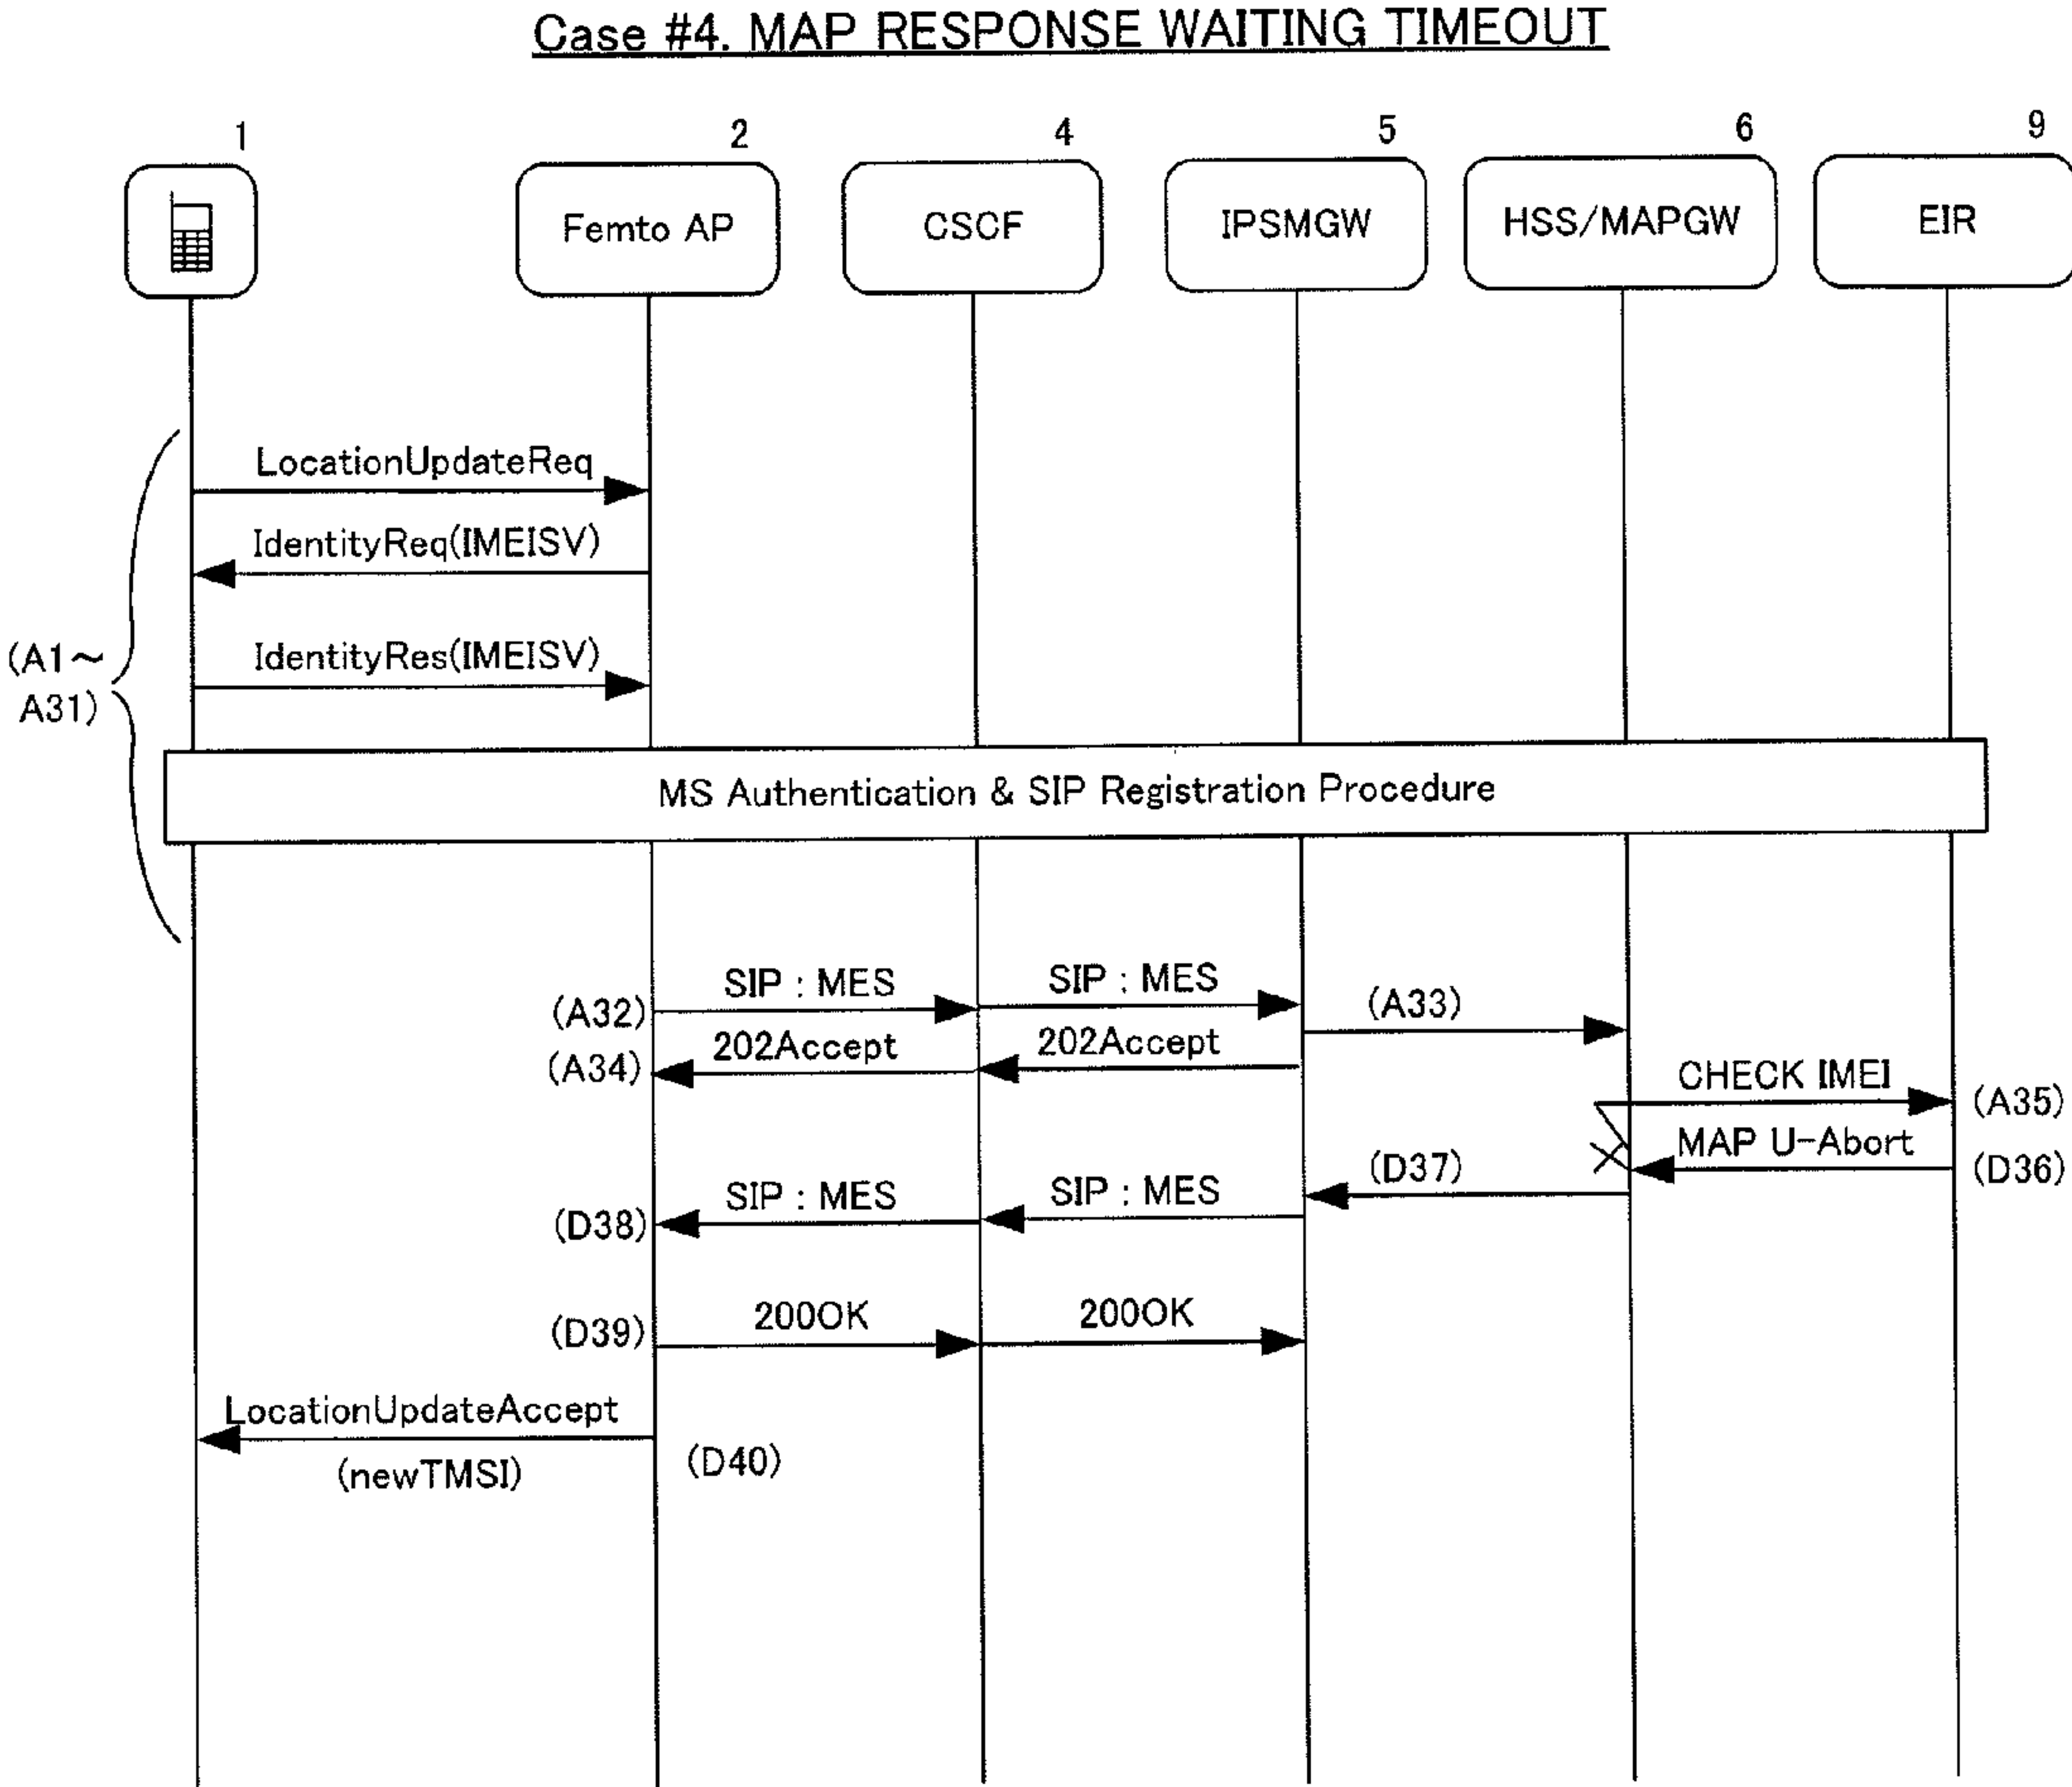 Case #4. MAP RESPONSE WAITING TIMEOUT
1 2 4 5 6 9
Femto AP CSCF IPSMGW HSS/MAPGW EIR
LocationUpdateReq
IdentityReq(IMEISV)
(A1～
A31)
IdentityRes(IMEISV)
MS Authentication & SIP Registration Procedure
(A32) SIP : MES SIP : MES (A33)
(A34) 202Accept 202Accept
CHECK IMEI (A35)
MAP U-Abort (D36)
(D37)
(D38) SIP : MES SIP : MES
(D39) 200OK 200OK
LocationUpdateAccept
(newTMSI) (D40)